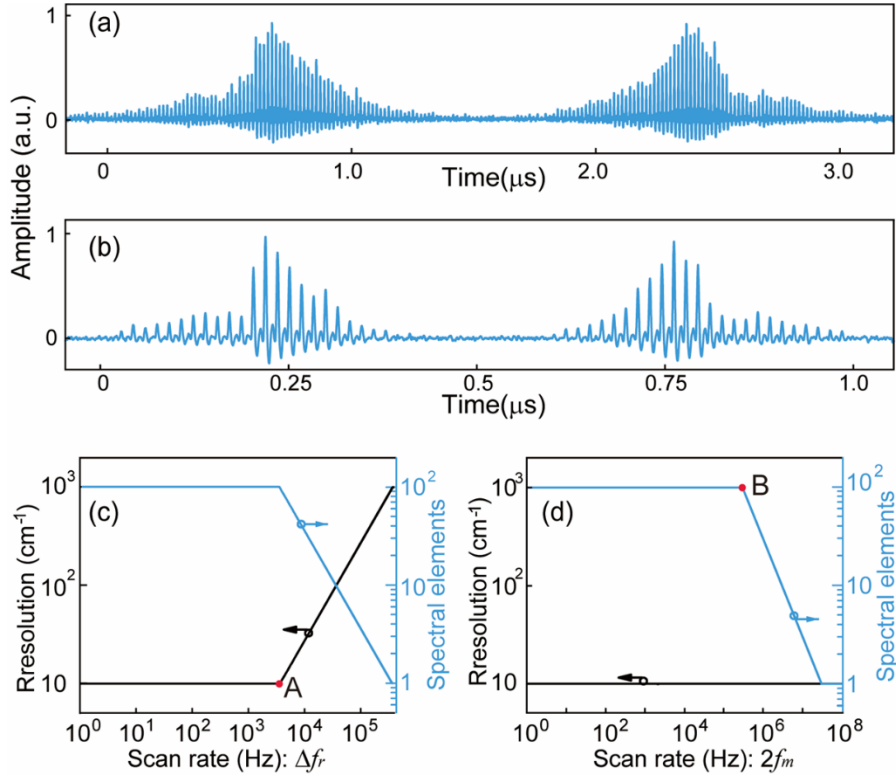 Amplitude (a.u.)
(a)
1
0
0 1.0 2.0 3.0
Time(μs)
(b)
1
0
0 0.25 0.5 0.75 1.0
Time(μs)
(c)
Rresolution (cm⁻¹)
10³
10²
10
A
10²
10
1
Spectral elements
10⁰ 10¹ 10² 10³ 10⁴ 10⁵
Scan rate (Hz): Δfᵣ
(d)
Rresolution (cm⁻¹)
10³
10²
10
B
10²
10
1
Spectral elements
10⁰ 10² 10⁴ 10⁶ 10⁸
Scan rate (Hz): 2fₘ